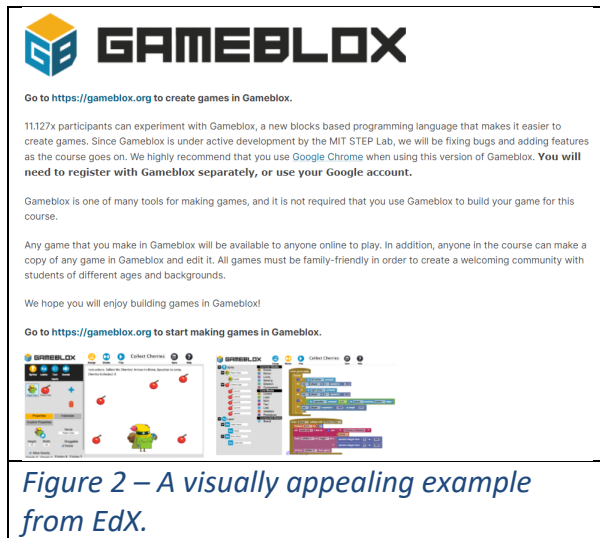 GAMEBLOX
Go to https://gameblox.org to create games in Gameblox.
11.127x participants can experiment with Gameblox, a new blocks based programming language that makes it easier to
create games. Since Gameblox is under active development by the MIT STEP Lab, we will be fixing bugs and adding features
as the course goes on. We highly recommend that you use Google Chrome when using this version of Gameblox. You will
need to register with Gameblox separately, or use your Google account.
Gameblox is one of many tools for making games, and it is not required that you use Gameblox to build your game for this
course.
Any game that you make in Gameblox will be available to anyone online to play. In addition, anyone in the course can make a
copy of any game in Gameblox and edit it. All games must be family-friendly in order to create a welcoming community with
students of different ages and backgrounds.
We hope you will enjoy building games in Gameblox!
Go to https://gameblox.org to start making games in Gameblox.
GAMEBLOX Collect Cherries
GAMEBLOX Collect Cherries
Figure 2 – A visually appealing example
from EdX.